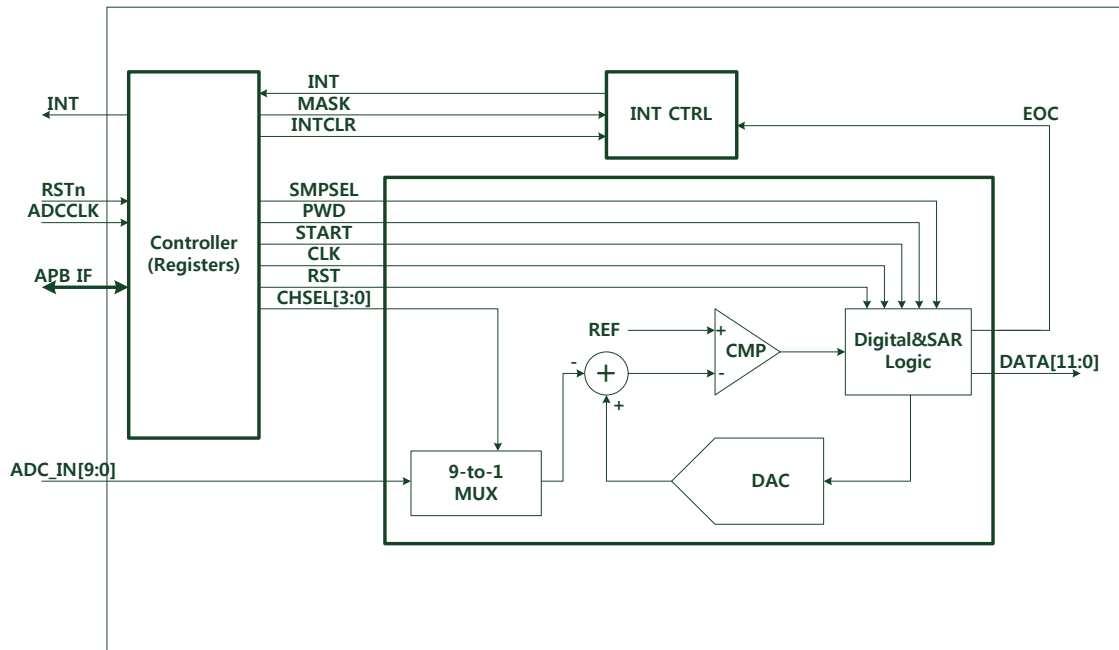 INT
MASK
INTCLR
INT CTRL
EOC
INT
RSTn
ADCCLK
APB IF
Controller
(Registers)
SMPSEL
PWD
START
CLK
RST
CHSEL[3:0]
REF
+
-
CMP
-
+
+
Digital&SAR
Logic
DATA[11:0]
ADC_IN[9:0]
9-to-1
MUX
DAC